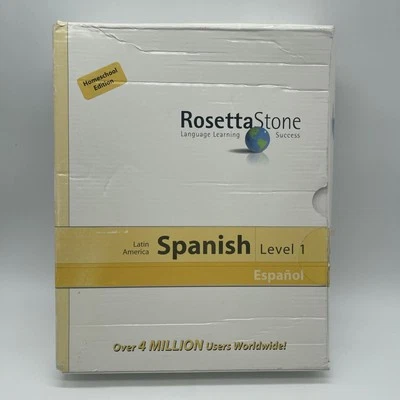 Homeschool
Edition
RosettaStone
Language Learning Success
Latin
America
Spanish Level 1
Español
Over 4 MILLION Users Worldwide!